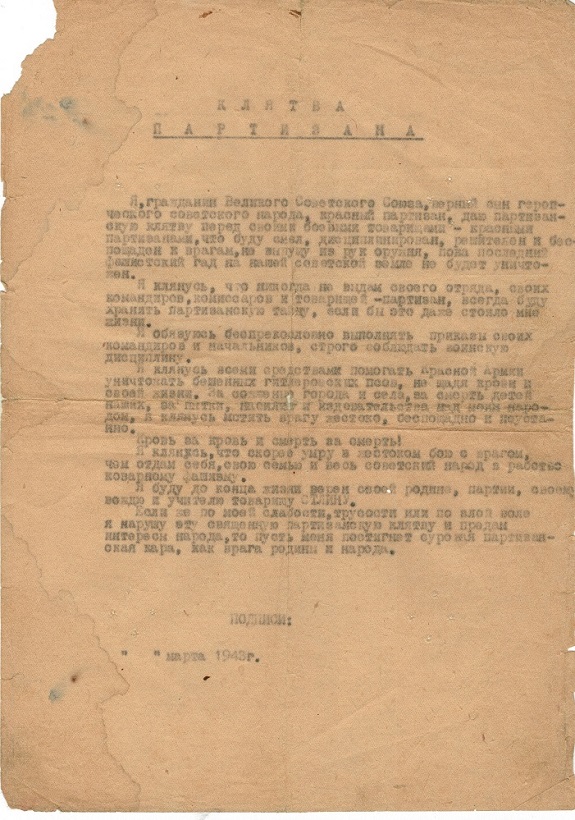 К Л Я Т В А
П А Р Т И З А Н А
Я, гражданин Великого Советского Союза, верный сын герои-
ческого советского народа, красный партизан, даю партизан-
скую клятву перед своими боевыми товарищами - красными
партизанами, что буду смел, дисциплинирован, решителен и бес-
пощаден к врагам, не выпущу из рук оружия, пока последний
фашистский гад на нашей советской земле не будет уничто-
жен.
Я клянусь, что никогда не выдам своего отряда, своих
командиров, комиссаров и товарищей -партизан, всегда буду
хранить партизанскую тайну, если бы это даже стоило мне
жизни.
Я обязуюсь беспрекословно выполнять приказы своих
командиров и начальников, строго соблюдать воинскую
дисциплину.
Я клянусь всеми средствами помогать Красной Армии
уничтожать бешенных гитлеровских псов, не щадя крови и
своей жизни. За сожжение города и села, за смерть детей
наших, за пытки, насилия и издевательства над моим наро-
дом, я клянусь мстить врагу жестоко, беспощадно и неуста-
нно.
Кровь за кровь и смерть за смерть!
Я клянусь, что скорее умру в жестоком бою с врагом,
чем отдам себя, свою семью и весь советский народ в рабство
коварному фашизму.
Я буду до конца жизни верен своей родине, партии, своему
вождю и учителю товарищу СТАЛИНУ.
Если же по моей слабости, трусости или по злой воле
я нарушу эту священную партизанскую клятву и предам
интересы народа, то пусть меня постигнет суровая партизан-
ская кара, как врага родины и народа.
ПОДПИСИ:
" " марта 1943г.